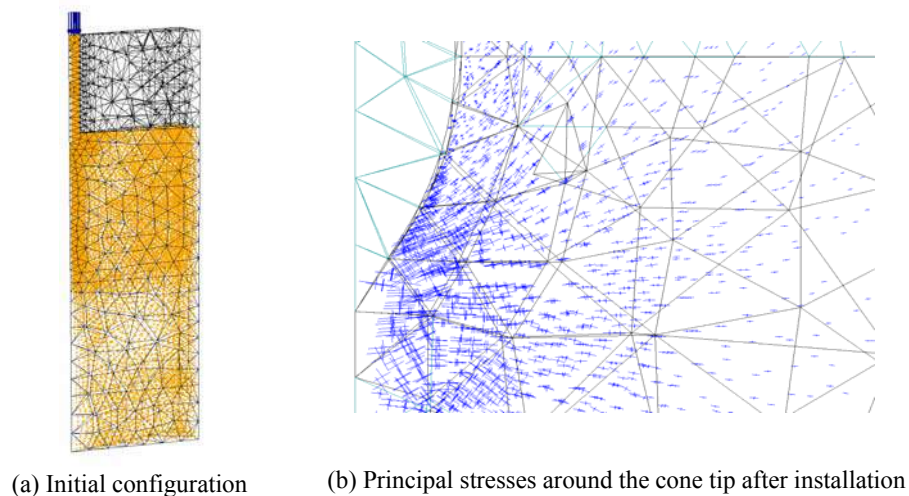 (a) Initial configuration
(b) Principal stresses around the cone tip after installation